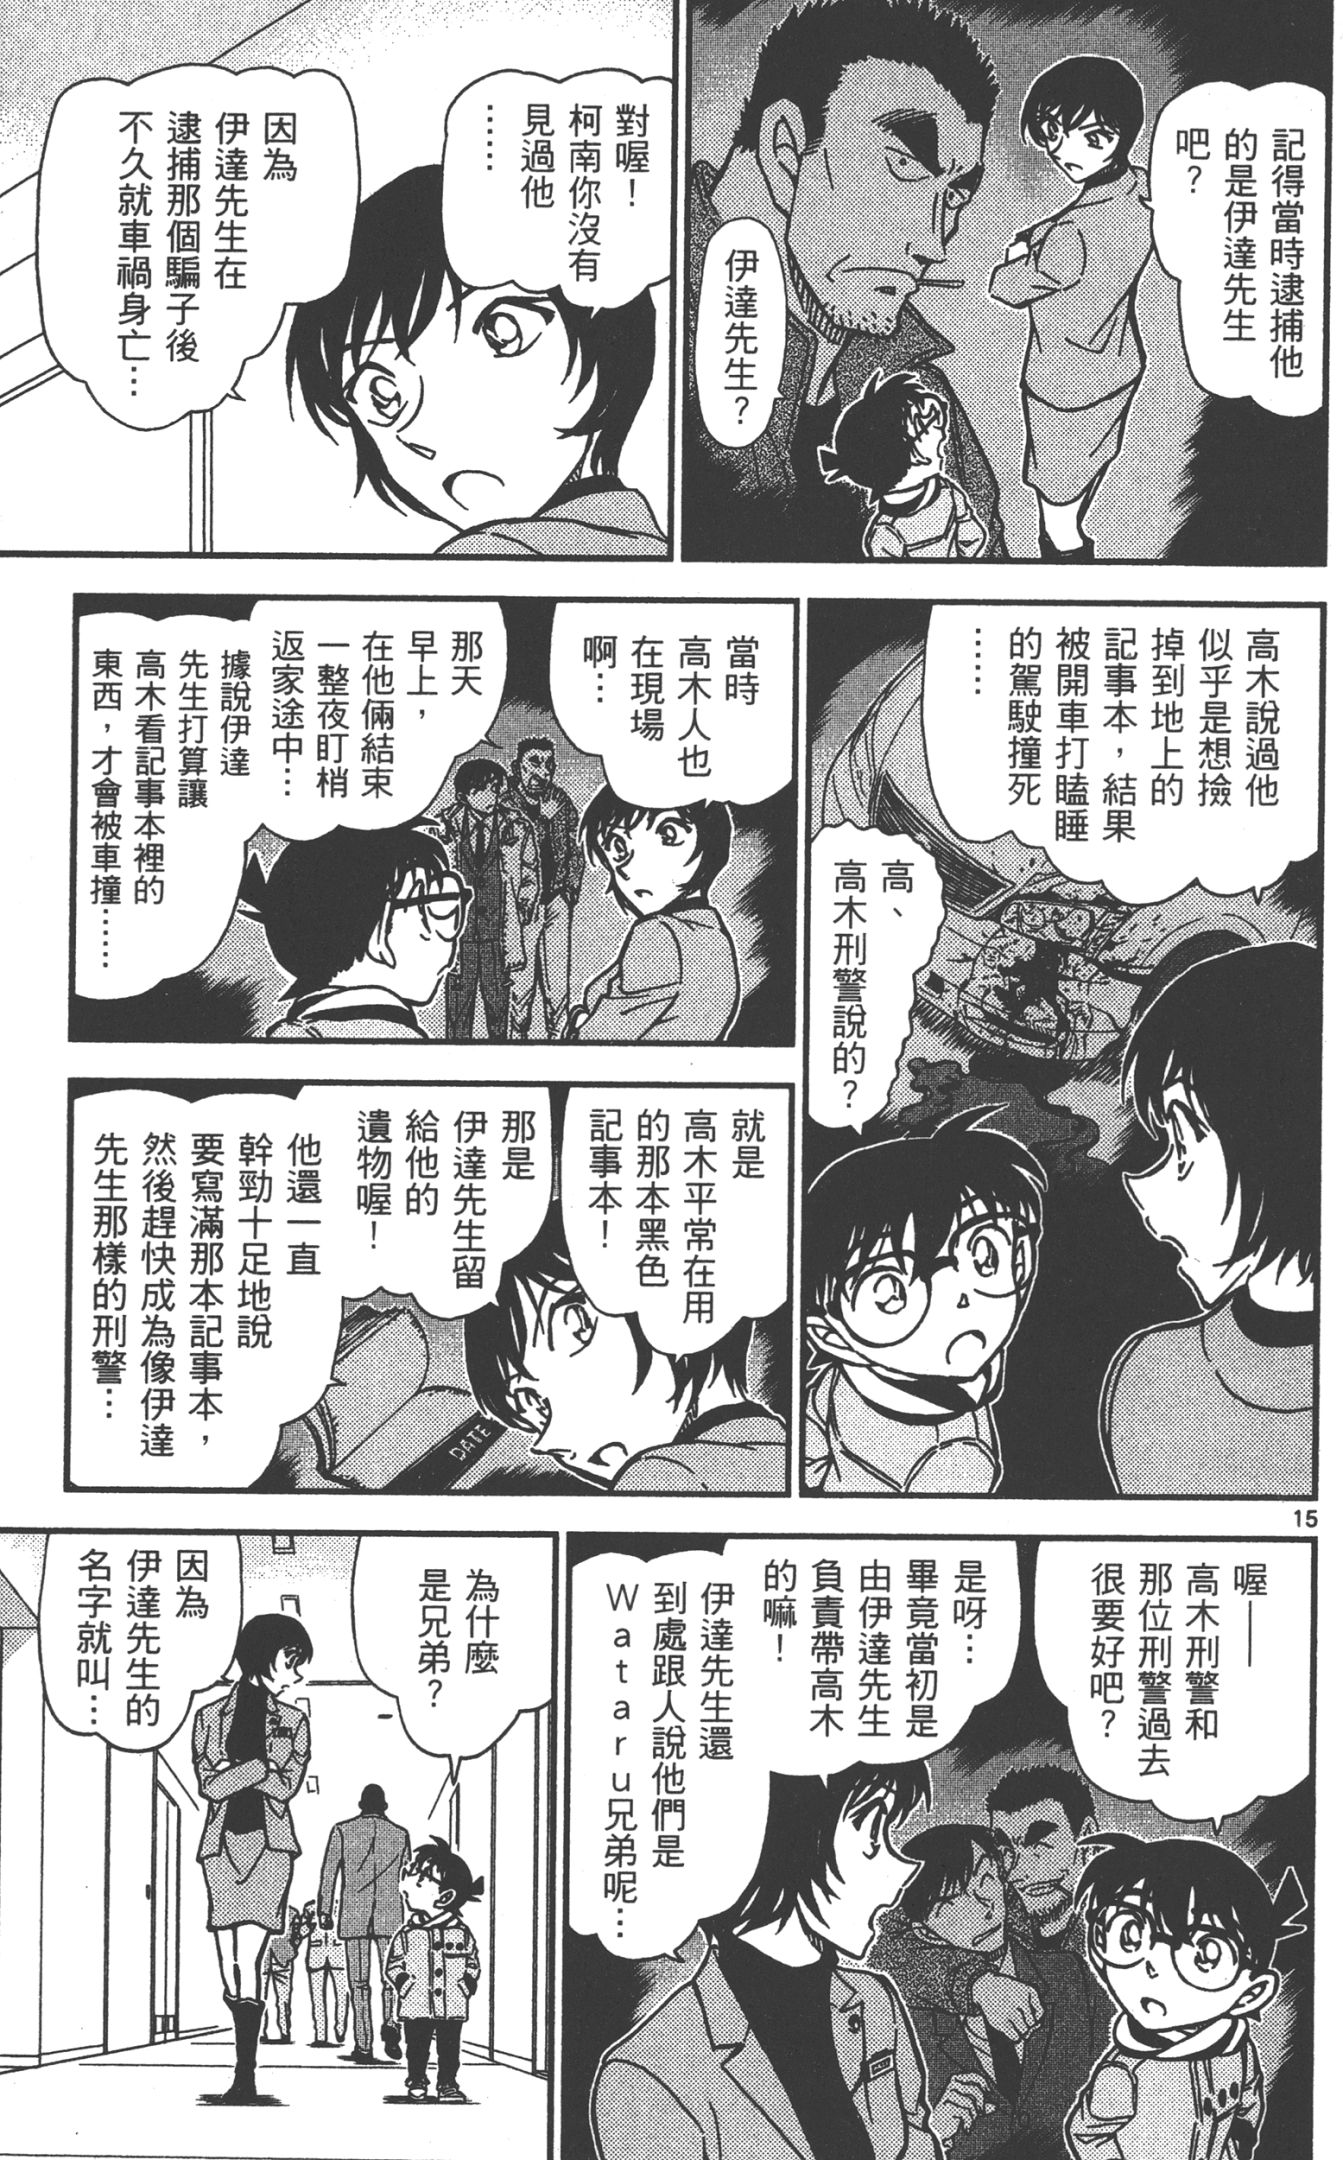 記得當時逮捕他
的是伊達先生
吧？
伊達先生？
對喔！
柯南你沒有
見過他
……
因為
伊達先生在
逮捕那個騙子後
不久就車禍身亡…
高木說過他
似乎是想撿
掉到地上的
記事本，結果
被開車打瞌睡
的駕駛撞死
……
高、
高木刑警說的？
當時
高木人也
在現場
啊…
那天
早上，
在他倆結束
一整夜盯梢
返家途中…
據說伊達
先生打算讓
高木看記事本裡的
東西，才會被車撞……
就是
高木平常在用
的那本黑色
記事本！
那是
伊達先生留
給他的
遺物喔！
他還一直
幹勁十足地說
要寫滿那本記事本，
然後趕快成為像伊達
先生那樣的刑警…
DATE
15
喔——
高木刑警和
那位刑警過去
很要好吧？
是呀…
畢竟當初是
由伊達先生
負責帶高木
的嘛！
伊達先生還
到處跟人說他們是
Wataru兄弟呢…
為什麼
是兄弟？
因為
伊達先生的
名字就叫…